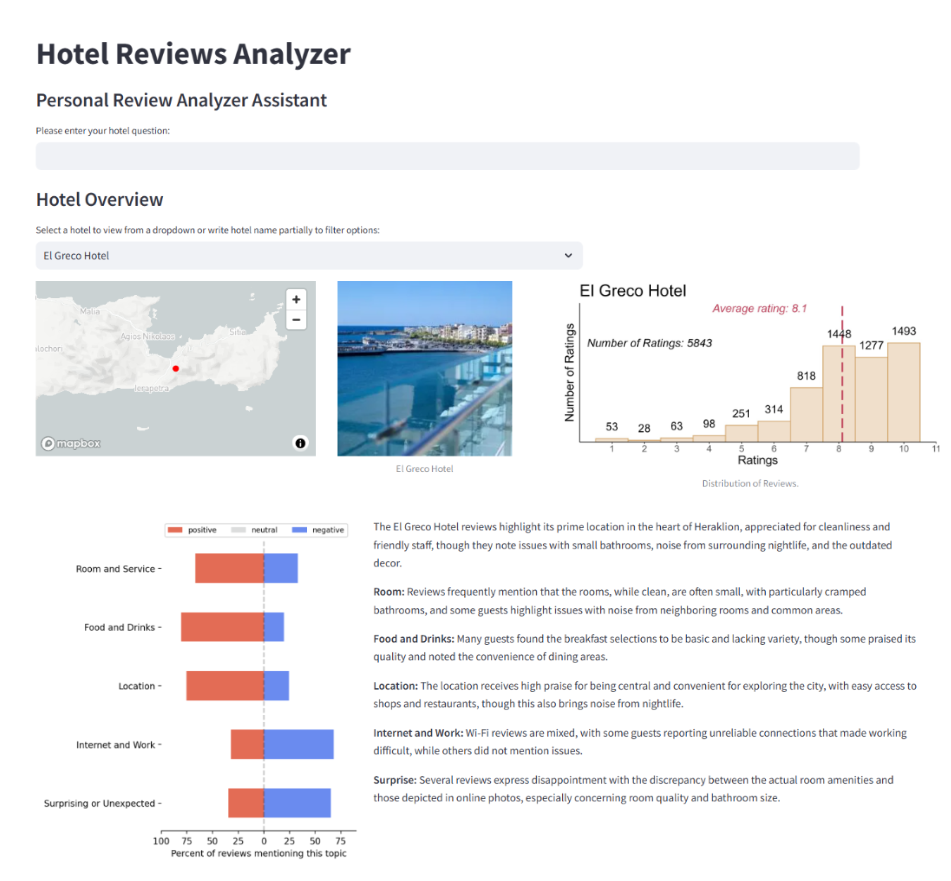 Hotel Reviews Analyzer
Personal Review Analyzer Assistant
Please enter your hotel question:
Hotel Overview
Select a hotel to view from a dropdown or write hotel name partially to filter options:
El Greco Hotel
Malia
Agios Nikolaos
Sitia
Ierapetra
mapbox
El Greco Hotel
El Greco Hotel
Average rating: 8.1
Number of Ratings: 5843
Number of Ratings
53 28 63 98 251 314 818 1448 1277 1493
1 2 3 4 5 6 7 8 9 10 11
Ratings
Distribution of Reviews.
positive neutral negative
Room and Service
Food and Drinks
Location
Internet and Work
Surprising or Unexpected
100 75 50 25 0 25 50 75
Percent of reviews mentioning this topic
The El Greco Hotel reviews highlight its prime location in the heart of Heraklion, appreciated for cleanliness and
friendly staff, though they note issues with small bathrooms, noise from surrounding nightlife, and the outdated
decor.
Room: Reviews frequently mention that the rooms, while clean, are often small, with particularly cramped
bathrooms, and some guests highlight issues with noise from neighboring rooms and common areas.
Food and Drinks: Many guests found the breakfast selections to be basic and lacking variety, though some praised its
quality and noted the convenience of dining areas.
Location: The location receives high praise for being central and convenient for exploring the city, with easy access to
shops and restaurants, though this also brings noise from nightlife.
Internet and Work: Wi-Fi reviews are mixed, with some guests reporting unreliable connections that made working
difficult, while others did not mention issues.
Surprise: Several reviews express disappointment with the discrepancy between the actual room amenities and
those depicted in online photos, especially concerning room quality and bathroom size.